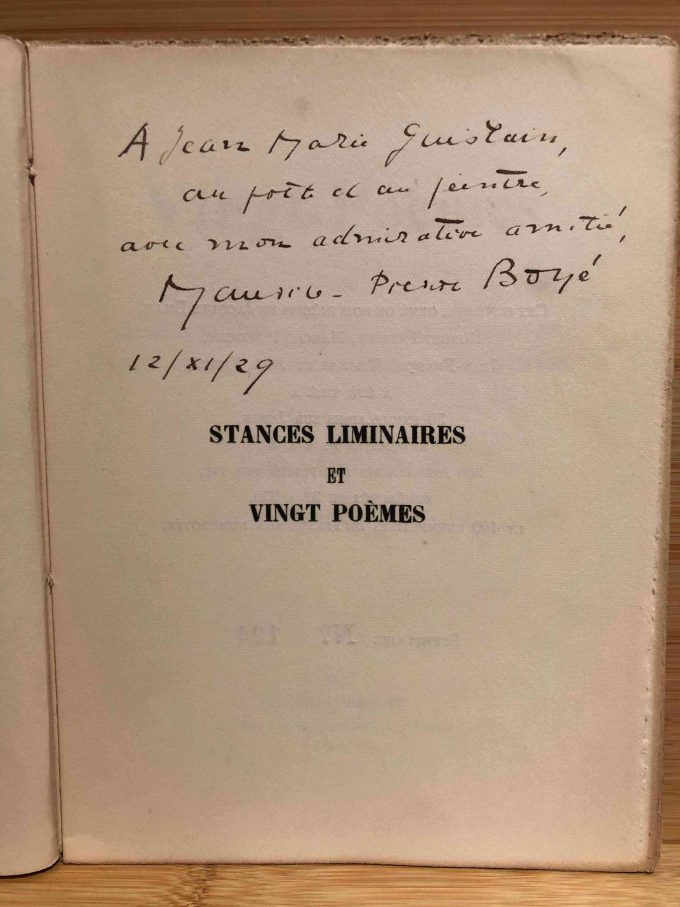 A Jean Marie Guislain,
au poète et au peintre,
avec mon admirative amitié,
Maurice-Pierre Boyé
12/XI/29
STANCES LIMINAIRES
ET
VINGT POÈMES